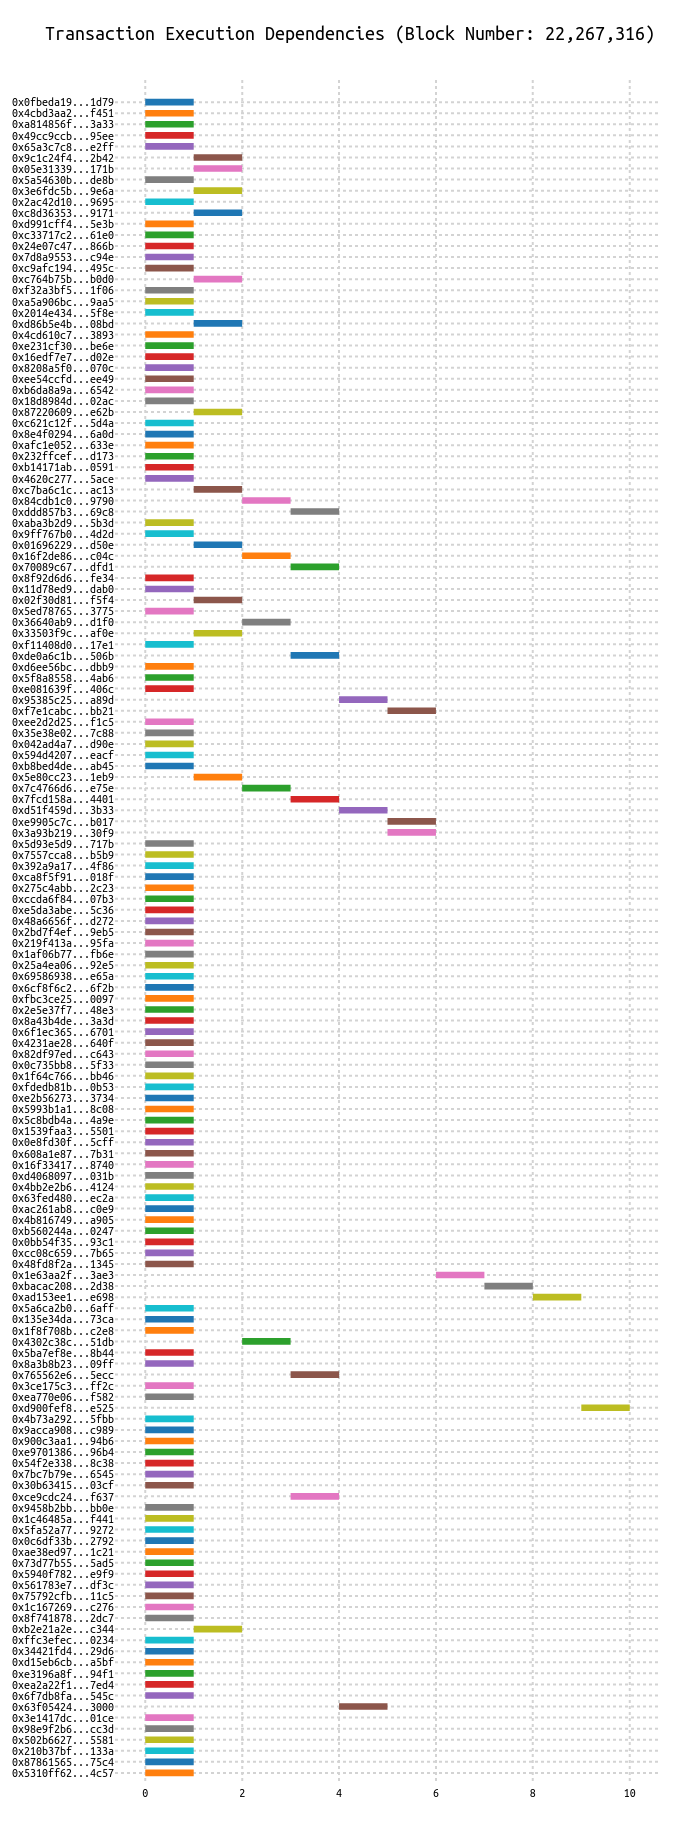 Transaction Execution Dependencies (Block Number: 22,267,316)
0x0fbeda19...1d79
0x4cbd3aa2...f451
0xa814856f...3a33
0x49cc9ccb...95ee
0x65a3c7c8...e2ff
0x9c1c24f4...2b42
0x05e31339...171b
0x5a54630b...de8b
0x3e6fdc5b...9e6a
0x2ac42d10...9695
0xc8d36353...9171
0xd991cff4...5e3b
0xc33717c2...61e0
0x24e07c47...866b
0x7d8a9553...c94e
0xc9afc194...495c
0xc764b75b...b0d0
0xf32a3bf5...1f06
0xa5a906bc...9aa5
0x2014e434...5f8e
0xd86b5e4b...08bd
0x4cd610c7...3893
0xe231cf30...be6e
0x16edf7e7...d02e
0x8208a5f0...070c
0xee54ccfd...ee49
0xb6da8a9a...6542
0x18d8984d...02ac
0x87220609...e62b
0xc621c12f...5d4a
0x8e4f0294...6a0d
0xafc1e052...633e
0x232ffcef...d173
0xb14171ab...0591
0x4620c277...5ace
0xc7ba6c1c...ac13
0x84cdb1c0...9790
0xddd857b3...69c8
0xaba3b2d9...5b3d
0x9ff767b0...4d2d
0x01696229...d50e
0x16f2de86...c04c
0x70089c67...dfd1
0x8f92d6d6...fe34
0x11d78ed9...dab0
0x02f30d81...f5f4
0x5ed78765...3775
0x36640ab9...d1f0
0x33503f9c...af0e
0xf11408d0...17e1
0xde0a6c1b...506b
0xd6ee56bc...dbb9
0x5f8a8558...4ab6
0xe081639f...406c
0x95385c25...a89d
0xf7e1cabc...bb21
0xee2d2d25...f1c5
0x35e38e02...7c88
0x042ad4a7...d90e
0x594d4207...eacf
0xb8bed4de...ab45
0x5e80cc23...1eb9
0x7c4766d6...e75e
0x7fcd158a...4401
0xd51f459d...3b33
0xe9905c7c...b017
0x3a93b219...30f9
0x5d93e5d9...717b
0x7557cca8...b5b9
0x392a9a17...4f86
0xca8f5f91...018f
0x275c4abb...2c23
0xccda6f84...07b3
0xe5da3abe...5c36
0x48a6656f...d272
0x2bd7f4ef...9eb5
0x219f413a...95fa
0x1af06b77...fb6e
0x25a4ea06...92e5
0x69586938...e65a
0x6cf8f6c2...6f2b
0xfbc3ce25...0097
0x2e5e37f7...48e3
0x8a43b4de...3a3d
0x6f1ec365...6701
0x4231ae28...640f
0x82df97ed...c643
0x0c735bb8...5f33
0x1f64c766...bb46
0xfdedb81b...0b53
0xe2b56273...3734
0x5993b1a1...8c08
0x5c8bdb4a...4a9e
0x1539faa3...5501
0x0e8fd30f...5cff
0x608a1e87...7b31
0x16f33417...8740
0xd4068097...031b
0x4bb2e2b6...4124
0x63fed480...ec2a
0xac261ab8...c0e9
0x4b816749...a905
0xb560244a...0247
0x0bb54f35...93c1
0xcc08c659...7b65
0x48fd8f2a...1345
0x1e63aa2f...3ae3
0xbacac208...2d38
0xad153ee1...e698
0x5a6ca2b0...6aff
0x135e34da...73ca
0x1f8f708b...c2e8
0x4302c38c...51db
0x5ba7ef8e...8b44
0x8a3b8b23...09ff
0x765562e6...5ecc
0x3ce175c3...ff2c
0xea770e06...f582
0xd900fef8...e525
0x4b73a292...5fbb
0x9acca908...c989
0x900c3aa1...94b6
0xe9701386...96b4
0x54f2e338...8c38
0x7bc7b79e...6545
0x30b63415...03cf
0xce9cdc24...f637
0x9458b2bb...bb0e
0x1c46485a...f441
0x5fa52a77...9272
0x0c6df33b...2792
0xae38ed97...1c21
0x73d77b55...5ad5
0x5940f782...e9f9
0x561783e7...df3c
0x75792cfb...11c5
0x1c167269...c276
0x8f741878...2dc7
0xb2e21a2e...c344
0xffc3efec...0234
0x34421fd4...29d6
0xd15eb6cb...a5bf
0xe3196a8f...94f1
0xea2a22f1...7ed4
0x6f7db8fa...545c
0x63f05424...3000
0x3e1417dc...01ce
0x98e9f2b6...cc3d
0x502b6627...5581
0x210b37bf...133a
0x87861565...75c4
0x5310ff62...4c57
0 2 4 6 8 10